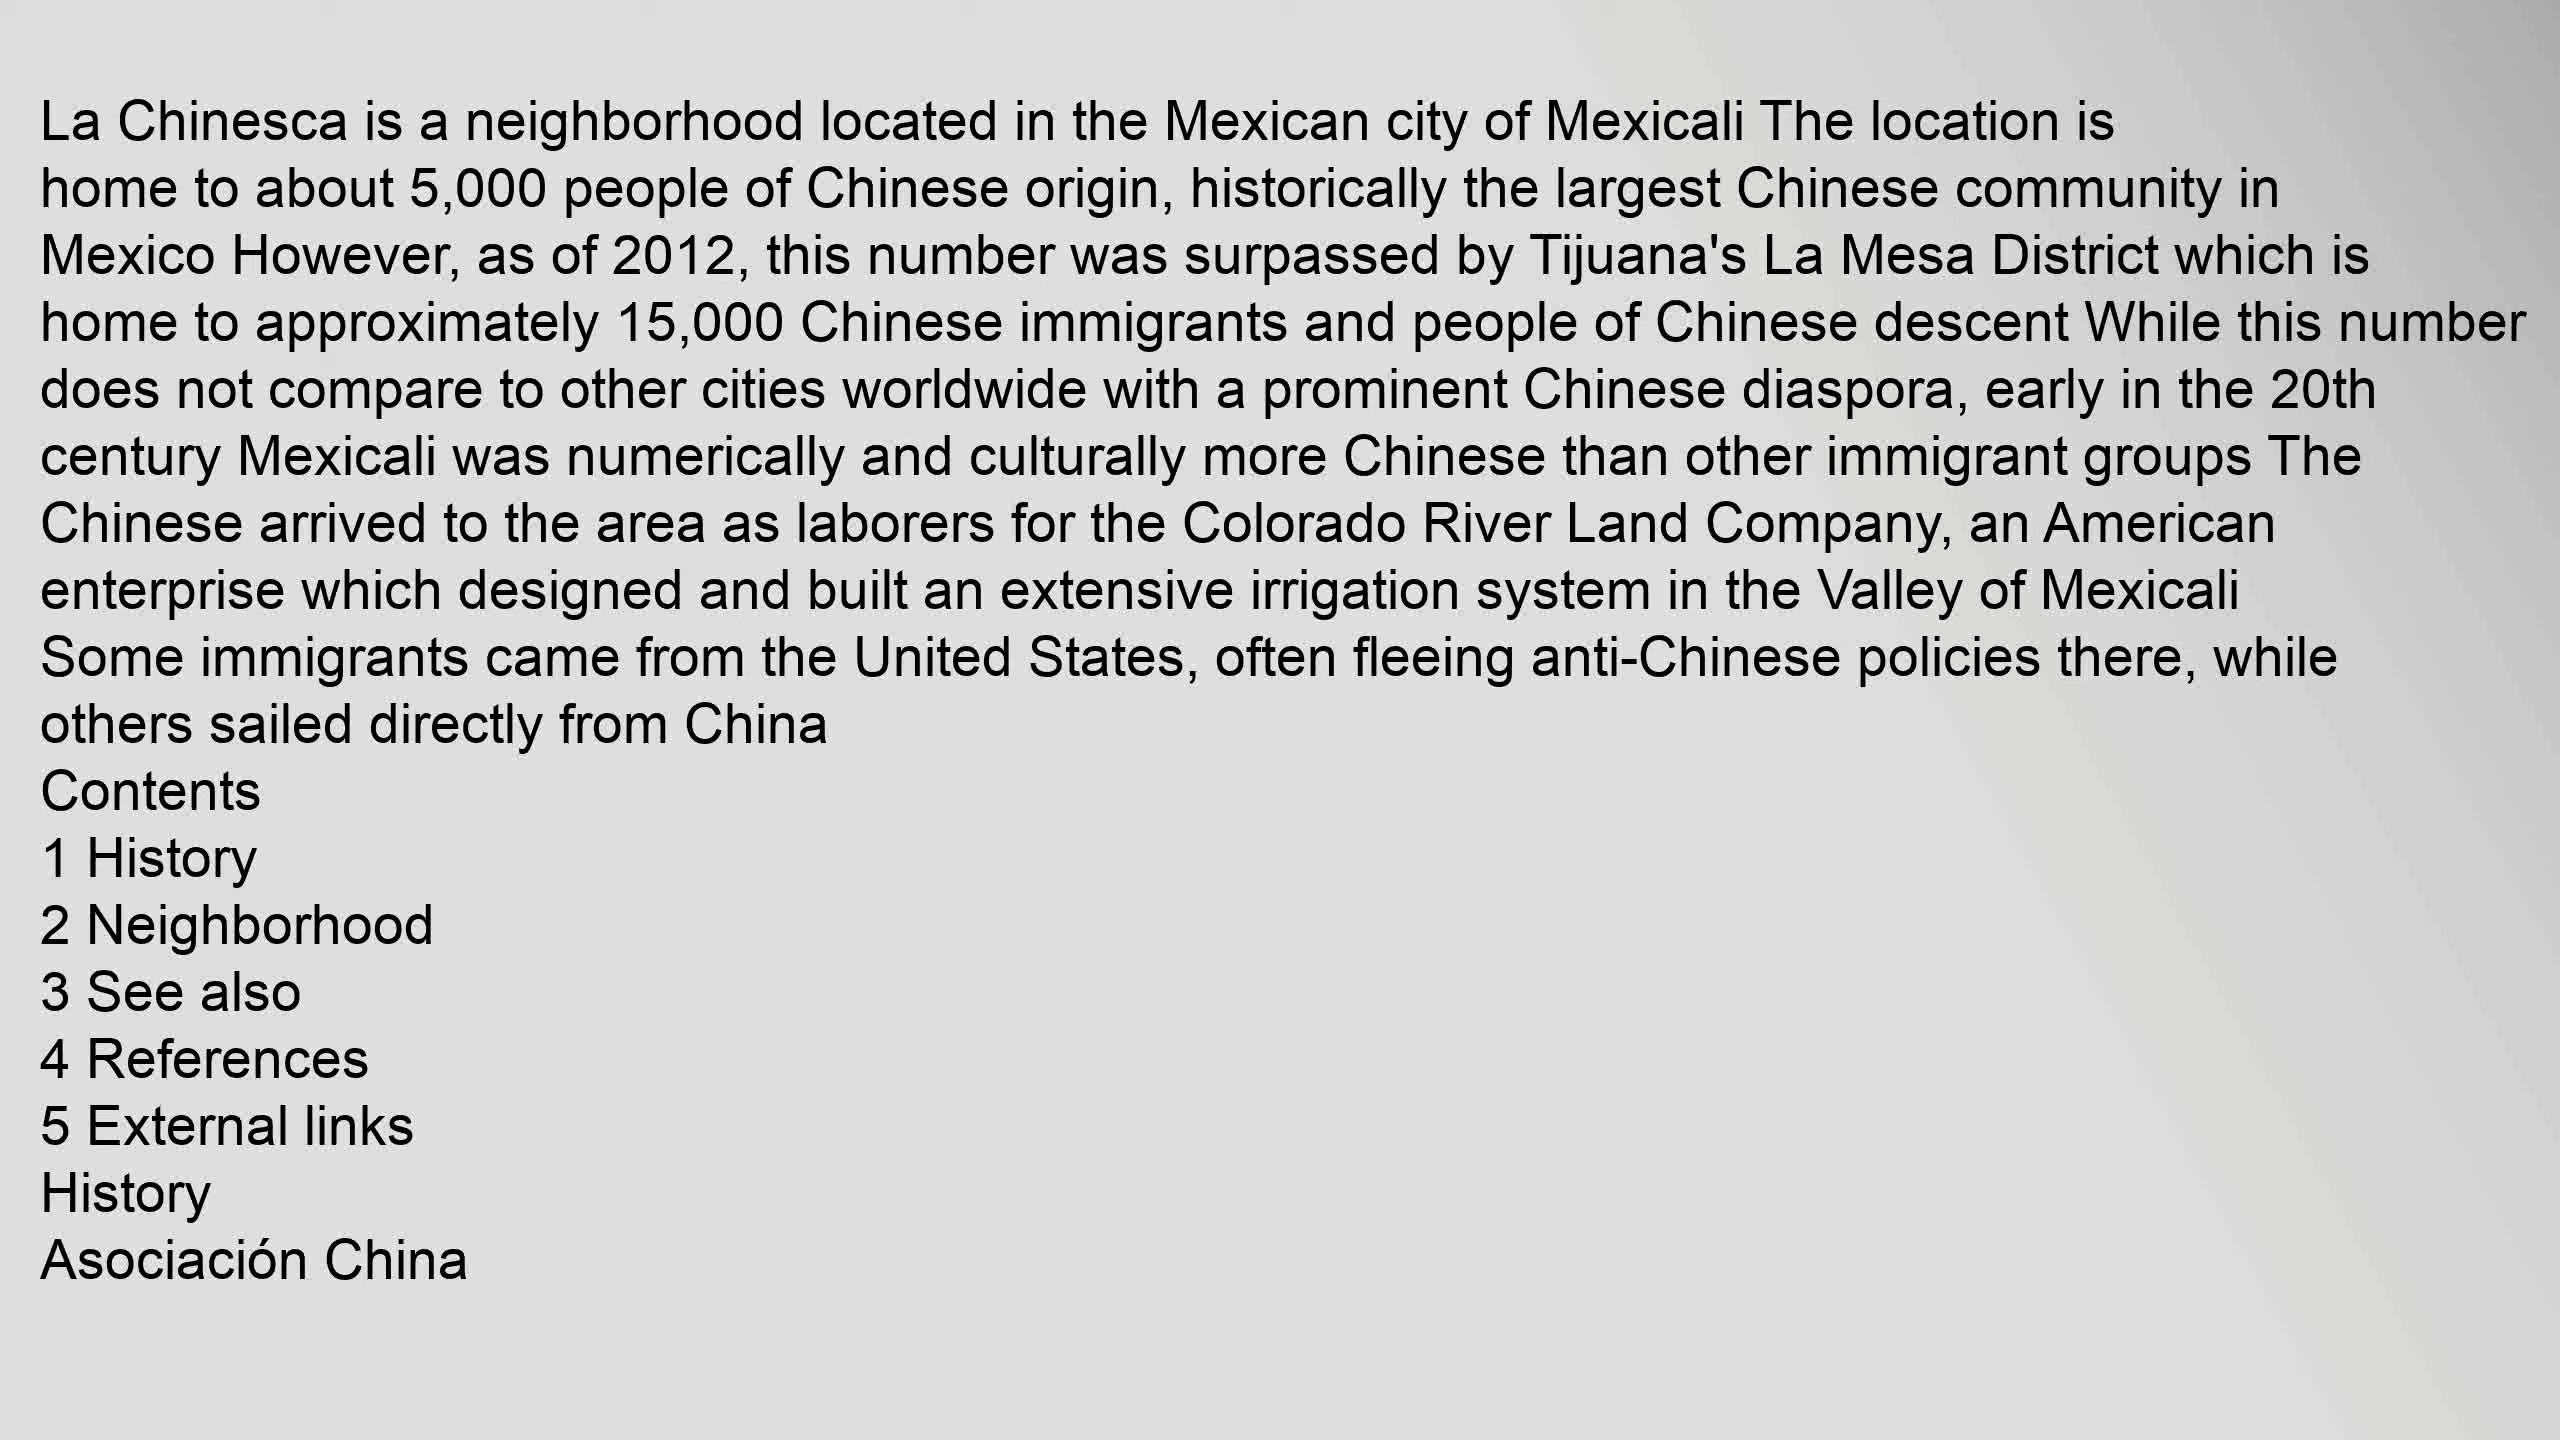 La Chinesca is a neighborhood located in the Mexican city of Mexicali The location is
home to about 5,000 people of Chinese origin, historically the largest Chinese community in
Mexico However, as of 2012, this number was surpassed by Tijuana's La Mesa District which is
home to approximately 15,000 Chinese immigrants and people of Chinese descent While this number
does not compare to other cities worldwide with a prominent Chinese diaspora, early in the 20th
century Mexicali was numerically and culturally more Chinese than other immigrant groups The
Chinese arrived to the area as laborers for the Colorado River Land Company, an American
enterprise which designed and built an extensive irrigation system in the Valley of Mexicali
Some immigrants came from the United States, often fleeing anti-Chinese policies there, while
others sailed directly from China
Contents
1 History
2 Neighborhood
3 See also
4 References
5 External links
History
Asociación China